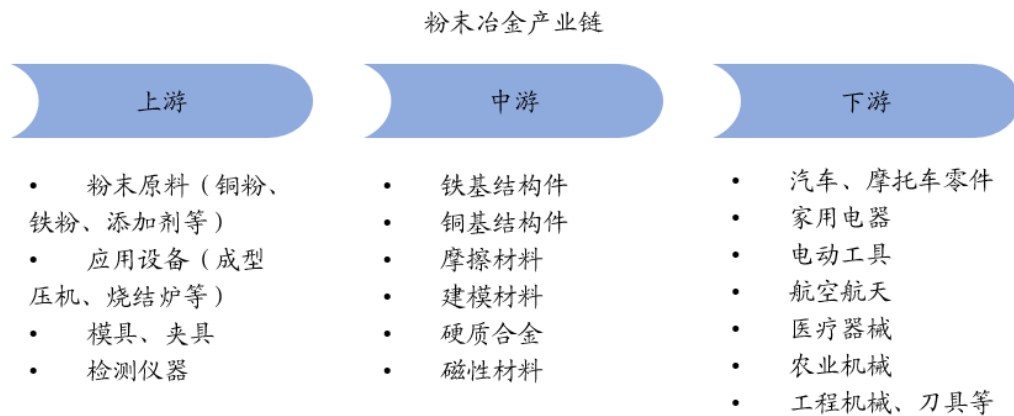 粉末冶金产业链
上游
• 粉末原料（铜粉、
铁粉、添加剂等）
• 应用设备（成型
压机、烧结炉等）
• 模具、夹具
• 检测仪器
中游
• 铁基结构件
• 铜基结构件
• 摩擦材料
• 建模材料
• 硬质合金
• 磁性材料
下游
• 汽车、摩托车零件
• 家用电器
• 电动工具
• 航空航天
• 医疗器械
• 农业机械
• 工程机械、刀具等